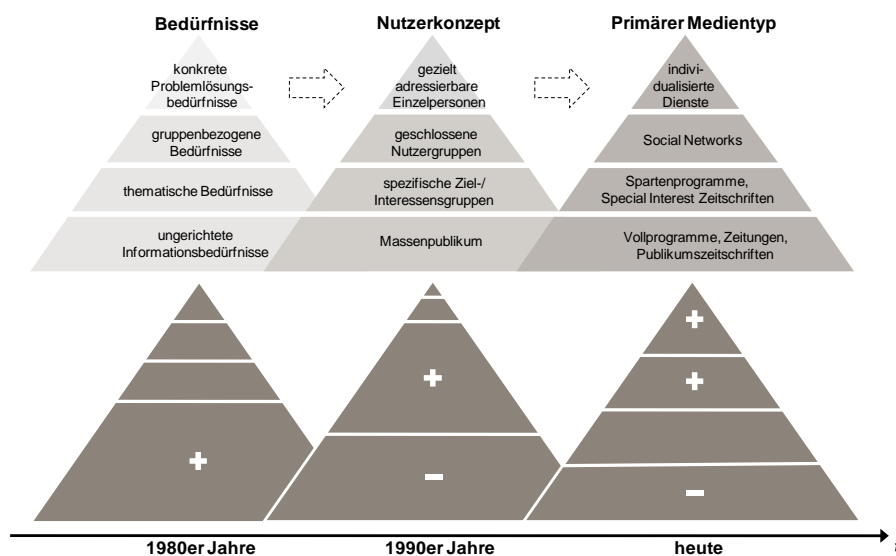 Bedürfnisse
Nutzerkonzept
Primärer Medientyp
konkrete
Problemlösungs-
bedürfnisse
gezielt
adressierbare
Einzelpersonen
indivi-
dualisierte
Dienste
gruppenbezogene
Bedürfnisse
geschlossene
Nutzergruppen
Social Networks
thematische Bedürfnisse
spezifische Ziel-/
Interessensgruppen
Spartenprogramme,
Special Interest Zeitschriften
ungerichtete
Informationsbedürfnisse
Massenpublikum
Vollprogramme, Zeitungen,
Publikumszeitschriften
+
+
+
+
–
–
1980er Jahre
1990er Jahre
heute